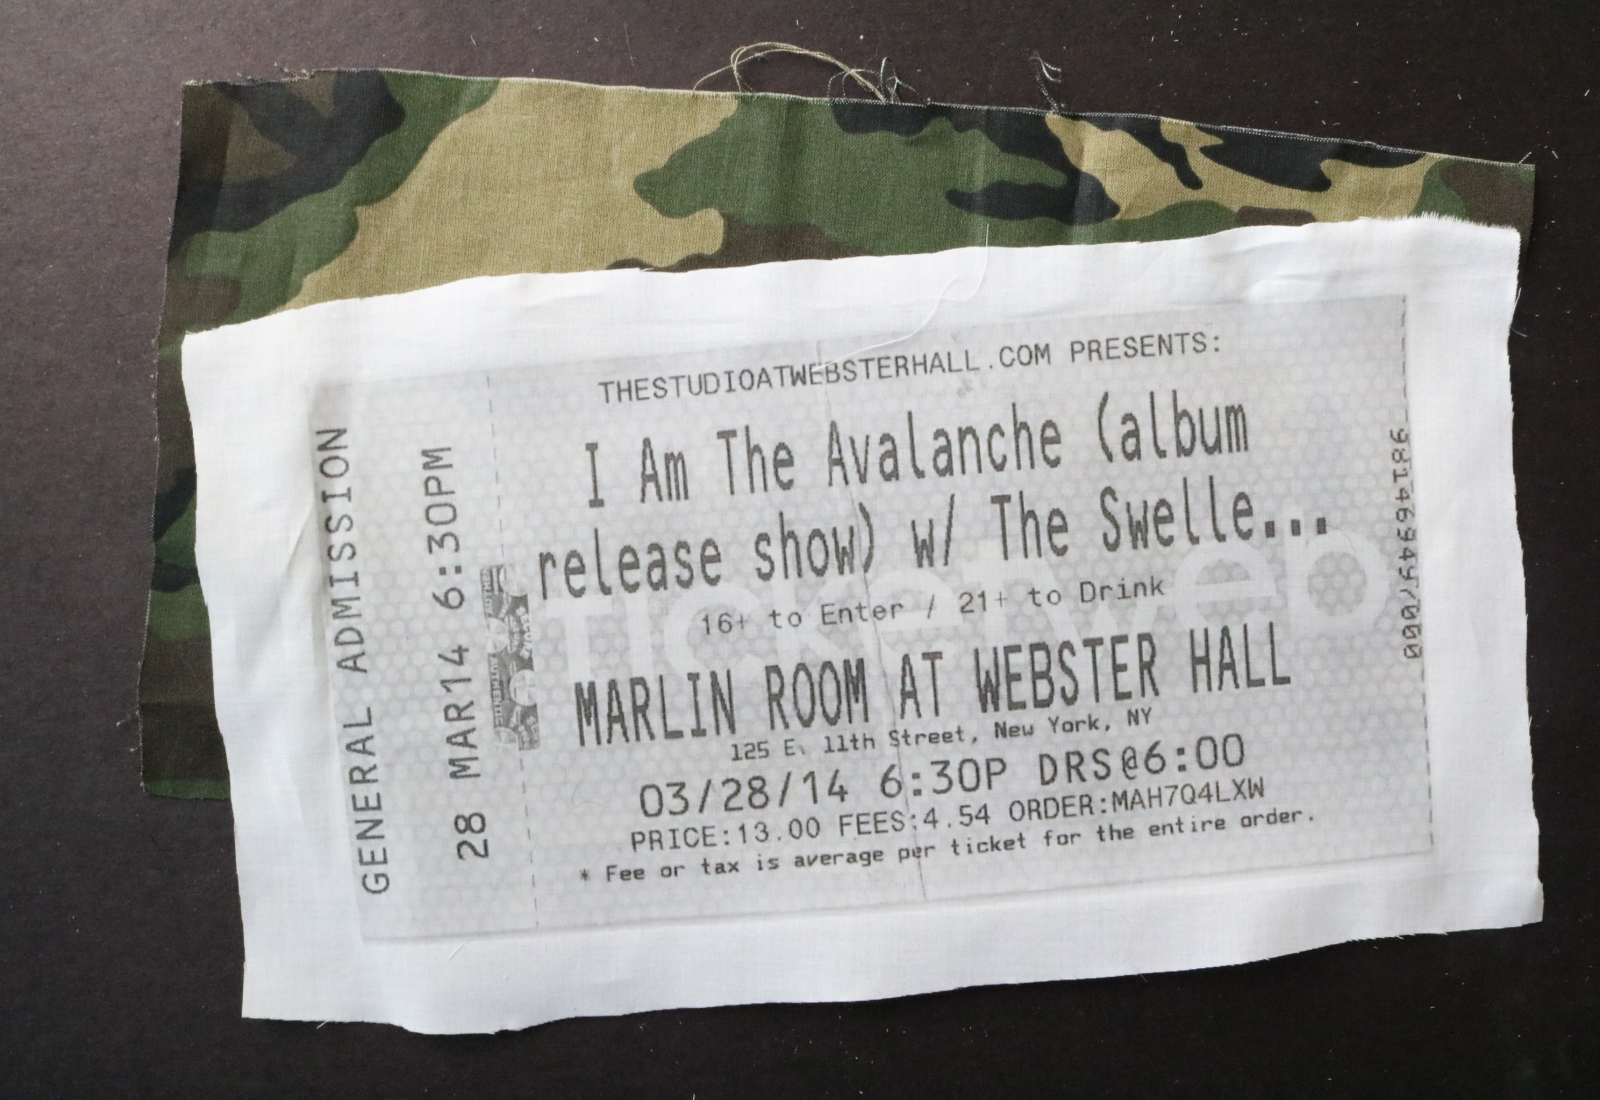 GENERAL ADMISSION
28 MAR14 6:30PM
THESTUDIOATWEBSTERHALL.COM PRESENTS:
I Am The Avalanche (album
release show) w/ The Swelle...
16+ to Enter / 21+ to Drink
MARLIN ROOM AT WEBSTER HALL
125 E. 11th Street, New York, NY
03/28/14 6:30P DRS@6:00
PRICE:13.00 FEES:4.54 ORDER:MAH7Q4LXW
* Fee or tax is average per ticket for the entire order.
ticketweb
981469949/000